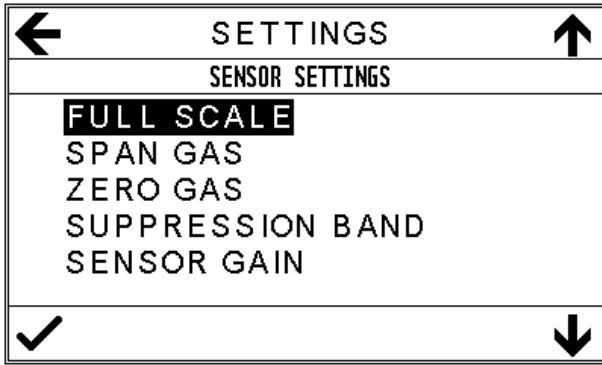 SETTINGS
SENSOR SETTINGS
FULL SCALE
SPAN GAS
ZERO GAS
SUPPRESSION BAND
SENSOR GAIN